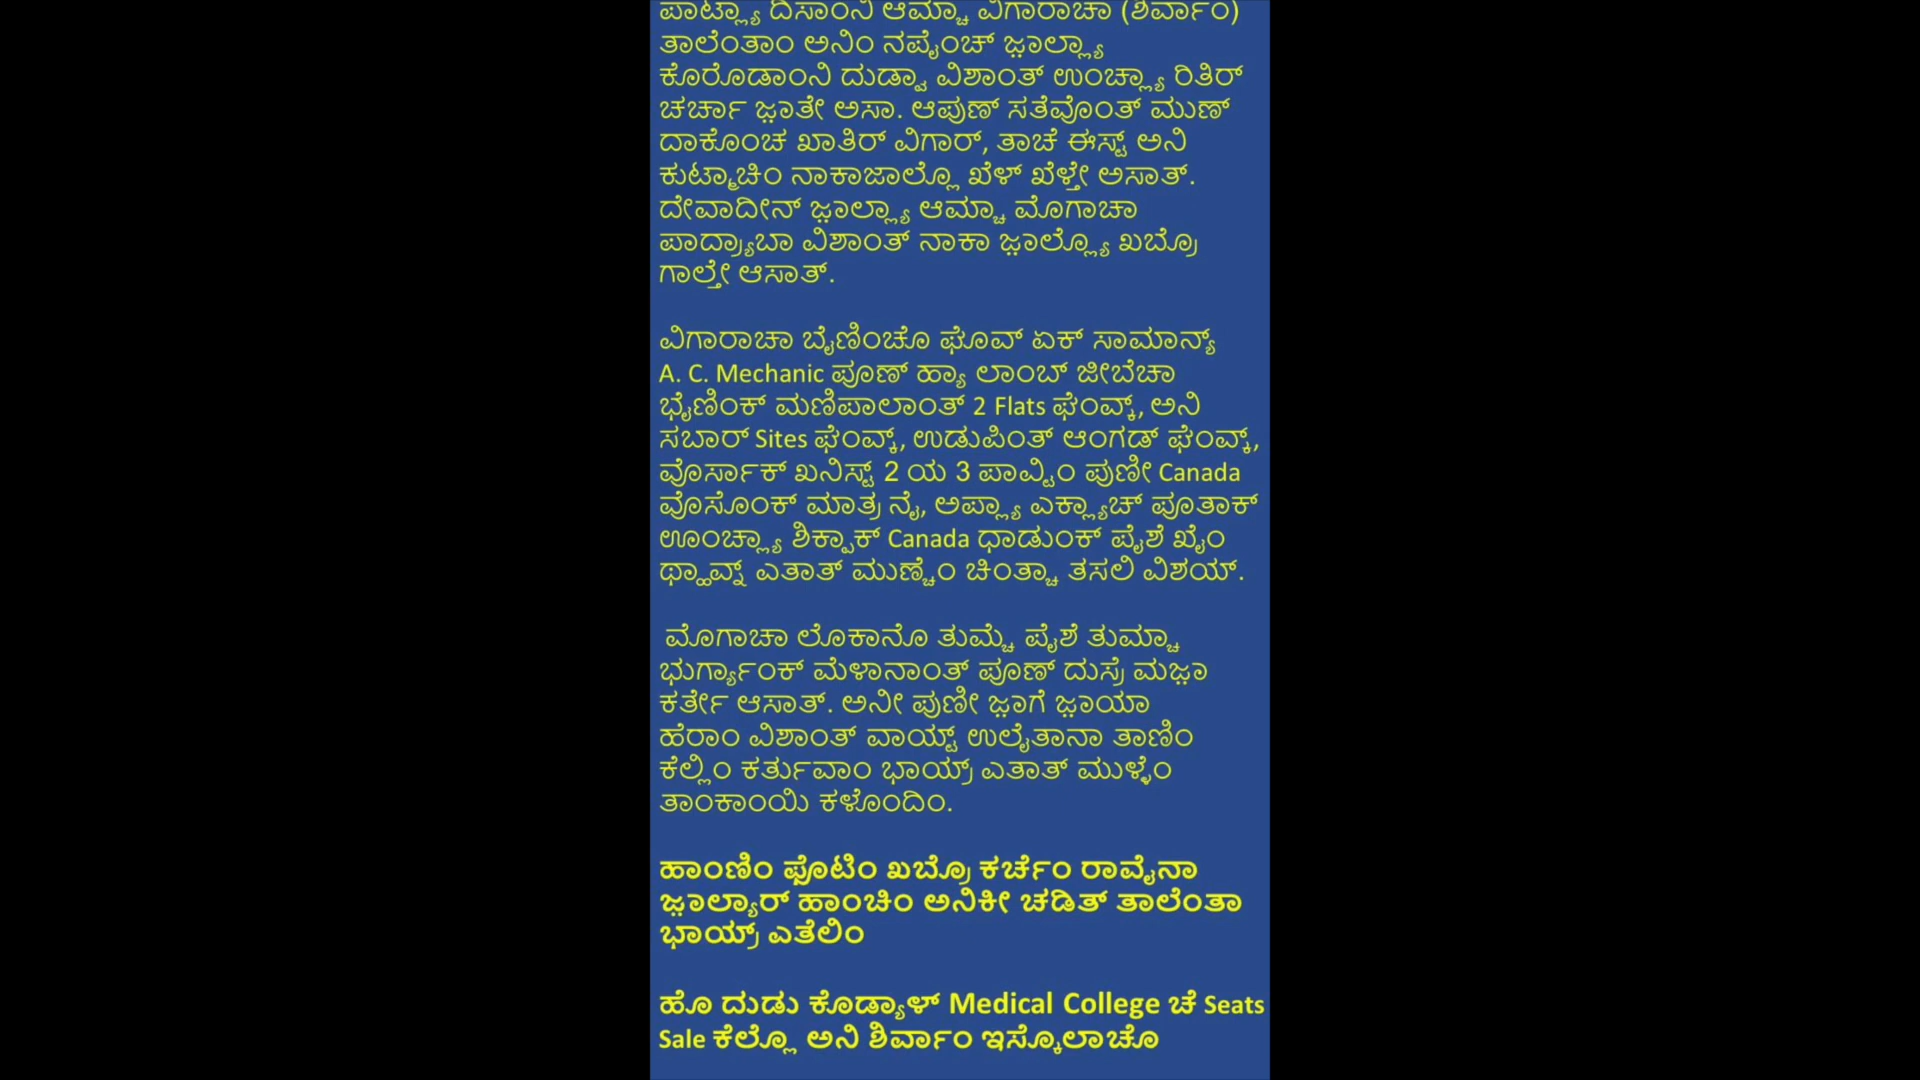 ಪಾಟ್ಲ್ಯಾ ದಿಸಾಂನಿ ಆಮ್ಚಾ ವಿಗಾರಾಚಾ (ಶಿರ್ವಾಂ)
ತಾಲೆಂತಾಂ ಅನಿಂ ನಪೈಂಚ್ ಜ಼ಾಲ್ಲ್ಯಾ
ಕೊರೊಡಾಂನಿ ದುಡ್ವಾ ವಿಶಾಂತ್ ಉಂಚ್ಲ್ಯಾ ರಿತಿರ್
ಚರ್ಚಾ ಜ಼ಾತೇ ಅಸಾ. ಆಪುಣ್ ಸತೆವೊಂತ್ ಮುಣ್
ದಾಕೊಂಚ ಖಾತಿರ್ ವಿಗಾರ್, ತಾಚೆ ಈಸ್ಟ್ ಅನಿ
ಕುಟ್ಮಾಚಿಂ ನಾಕಾಜಾಲ್ಲೊ ಖೆಳ್ ಖೆಳ್ತೇ ಅಸಾತ್.
ದೇವಾದೀನ್ ಜ಼ಾಲ್ಲ್ಯಾ ಆಮ್ಚಾ ಮೊಗಾಚಾ
ಪಾದ್ರ್ಯಾಬಾ ವಿಶಾಂತ್ ನಾಕಾ ಜ಼ಾಲ್ಲ್ಯೊ ಖಬ್ರೊ
ಗಾಲ್ತೇ ಆಸಾತ್.
ವಿಗಾರಾಚಾ ಬೈಣಿಂಚೊ ಘೊವ್ ಏಕ್ ಸಾಮಾನ್ಯ್
A. C. Mechanic ಪೂಣ್ ಹ್ಯಾ ಲಾಂಬ್ ಜೀಬೆಚಾ
ಭೈಣಿಂಕ್ ಮಣಿಪಾಲಾಂತ್ 2 Flats ಘೆಂವ್ಕ್, ಅನಿ
ಸಬಾರ್ Sites ಘೆಂವ್ಕ್, ಉಡುಪಿಂತ್ ಆಂಗಡ್ ಘೆಂವ್ಕ್,
ವೊರ್ಸಾಕ್ ಖನಿಸ್ಟ್ 2 ಯ 3 ಪಾವ್ಟಿಂ ಪುಣೀ Canada
ವೊಸೊಂಕ್ ಮಾತ್ರ ನೈ, ಅಪ್ಲ್ಯಾ ಎಕ್ಲ್ಯಾಚ್ ಪೂತಾಕ್
ಊಂಚ್ಲ್ಯಾ ಶಿಕ್ಪಾಕ್ Canada ಧಾಡುಂಕ್ ಪೈಶೆ ಖೈಂ
ಥ್ಹಾವ್ನ್ ಎತಾತ್ ಮುಣ್ಚೆಂ ಚಿಂತ್ಚಾ ತಸಲಿ ವಿಶಯ್.
ಮೊಗಾಚಾ ಲೊಕಾನೊ ತುಮ್ಚೆ ಪೈಶೆ ತುಮ್ಚಾ
ಭುರ್ಗ್ಯಾಂಕ್ ಮೆಳಾನಾಂತ್ ಪೂಣ್ ದುಸ್ರೆ ಮಜ಼ಾ
ಕರ್ತೇ ಆಸಾತ್. ಅನೀ ಪುಣೀ ಜ಼ಾಗೆ ಜ಼ಾಯಾ
ಹೆರಾಂ ವಿಶಾಂತ್ ವಾಯ್ಟ್ ಉಲೈತಾನಾ ತಾಣಿಂ
ಕೆಲ್ಲಿಂ ಕರ್ತುವಾಂ ಭಾಯ್ರ್ ಎತಾತ್ ಮುಳ್ಳೆಂ
ತಾಂಕಾಂಯಿ ಕಳೊಂದಿಂ.
ಹಾಂಣಿಂ ಫೊಟಿಂ ಖಬ್ರೊ ಕರ್ಚೆಂ ರಾವೈನಾ
ಜ಼ಾಲ್ಯಾರ್ ಹಾಂಚಿಂ ಅನಿಕೀ ಚಡಿತ್ ತಾಲೆಂತಾ
ಭಾಯ್ರ್ ಎತೆಲಿಂ
ಹೊ ದುಡು ಕೊಡ್ಯಾಳ್ Medical College ಚೆ Seats
Sale ಕೆಲ್ಲೊ ಅನಿ ಶಿರ್ವಾಂ ಇಸ್ಕೊಲಾಚೊ